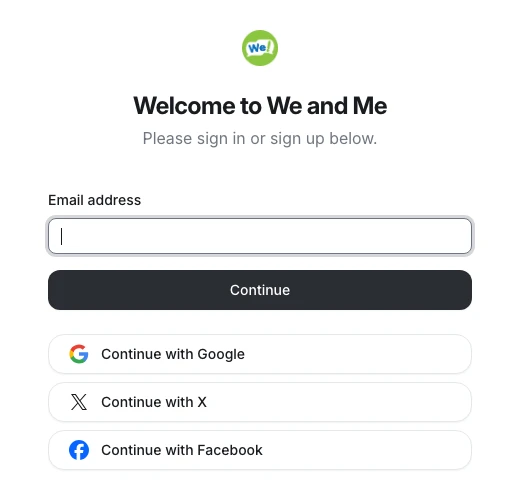 We!
Welcome to We and Me
Please sign in or sign up below.
Email address
Continue
Continue with Google
Continue with X
Continue with Facebook